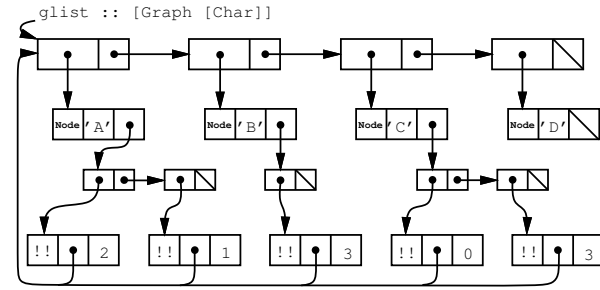 glist :: [Graph [Char]]
Node 'A' Node 'B' Node 'C' Node 'D'
!! 2 !! 1 !! 3 !! 0 !! 3